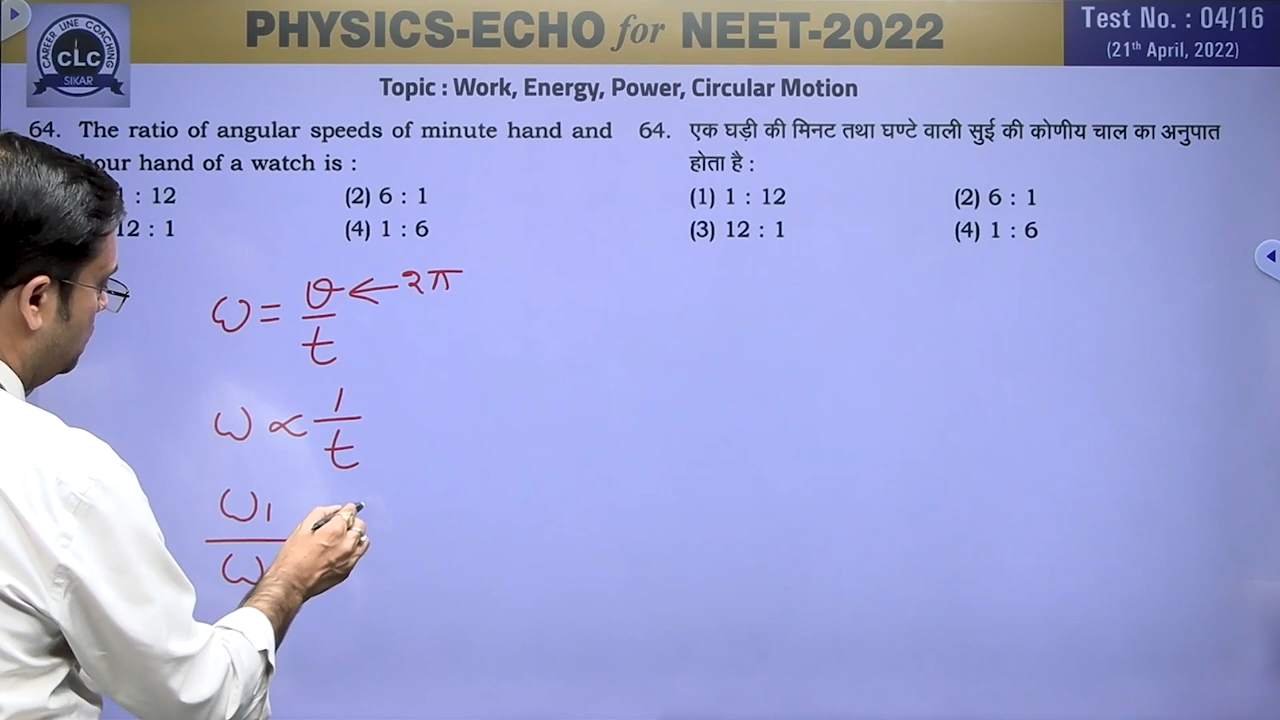 PHYSICS-ECHO for NEET-2022
Test No. : 04/16
(21th April, 2022)
CAREER LINE COACHING
CLC
SIKAR
Topic : Work, Energy, Power, Circular Motion
64. The ratio of angular speeds of minute hand and
hour hand of a watch is :
: 12
(2) 6 : 1
12 : 1
(4) 1 : 6
64. एक घड़ी की मिनट तथा घण्टे वाली सुई की कोणीय चाल का अनुपात
होता है :
(1) 1 : 12
(2) 6 : 1
(3) 12 : 1
(4) 1 : 6
ω = θ/t ← 2π
ω ∝ 1/t
ω1
ω